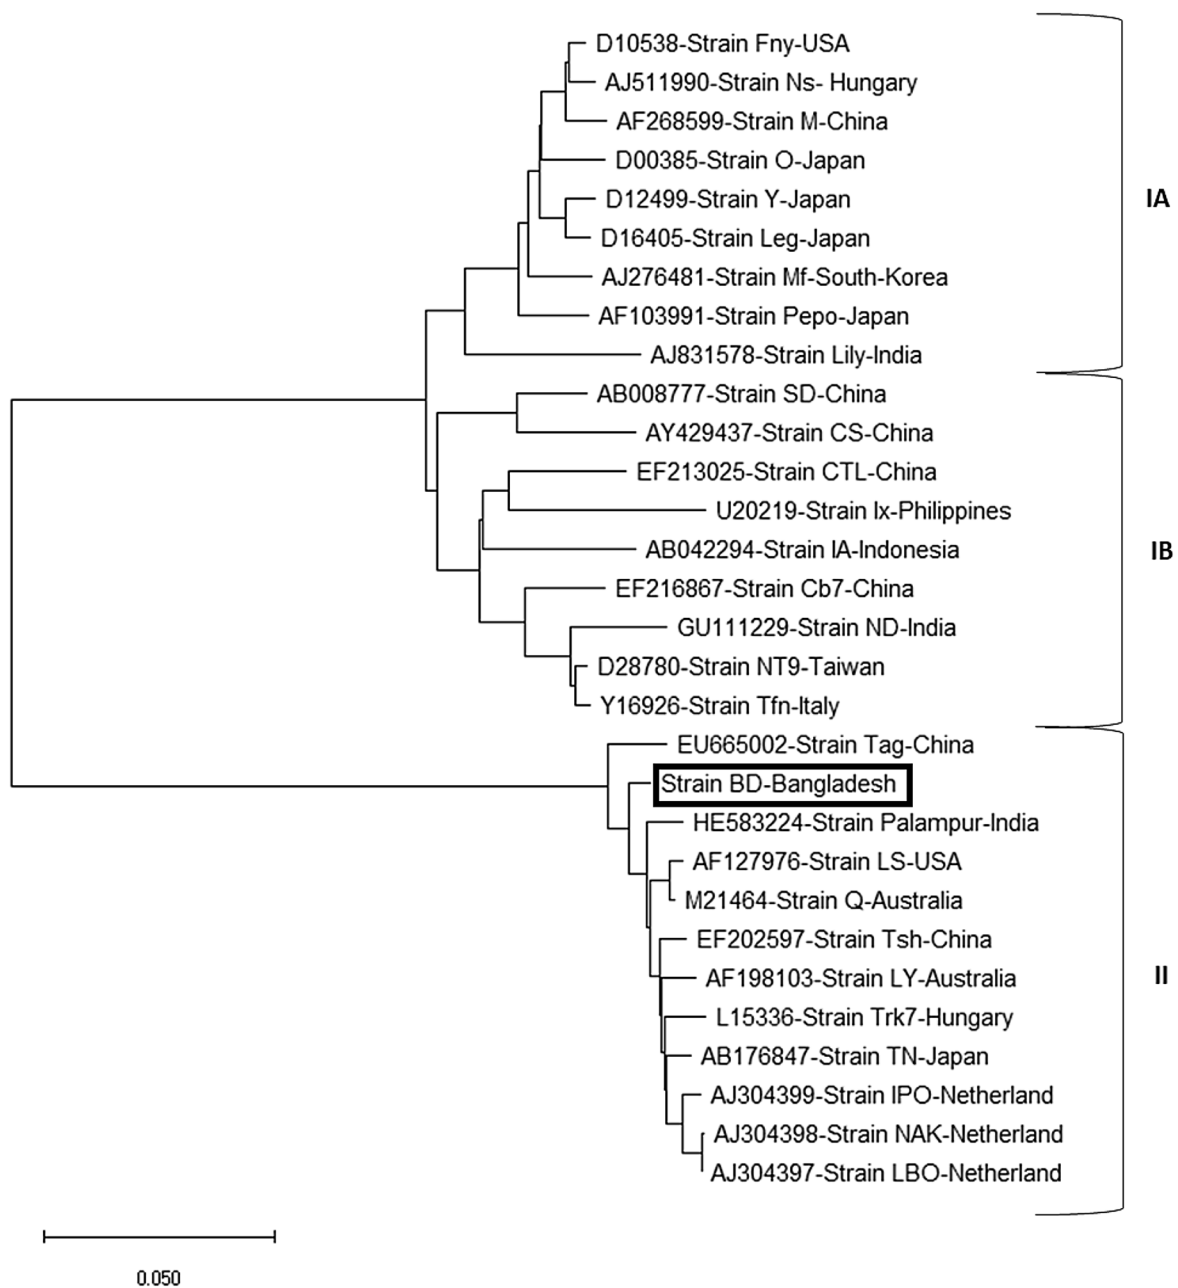 D10538-Strain Fny-USA
AJ511990-Strain Ns- Hungary
AF268599-Strain M-China
D00385-Strain O-Japan
D12499-Strain Y-Japan
D16405-Strain Leg-Japan
AJ276481-Strain Mf-South-Korea
AF103991-Strain Pepo-Japan
AJ831578-Strain Lily-India
IA
AB008777-Strain SD-China
AY429437-Strain CS-China
EF213025-Strain CTL-China
U20219-Strain Ix-Philippines
AB042294-Strain IA-Indonesia
EF216867-Strain Cb7-China
GU111229-Strain ND-India
D28780-Strain NT9-Taiwan
Y16926-Strain Tfn-Italy
IB
EU665002-Strain Tag-China
Strain BD-Bangladesh
HE583224-Strain Palampur-India
AF127976-Strain LS-USA
M21464-Strain Q-Australia
EF202597-Strain Tsh-China
AF198103-Strain LY-Australia
L15336-Strain Trk7-Hungary
AB176847-Strain TN-Japan
AJ304399-Strain IPO-Netherland
AJ304398-Strain NAK-Netherland
AJ304397-Strain LBO-Netherland
II
0.050